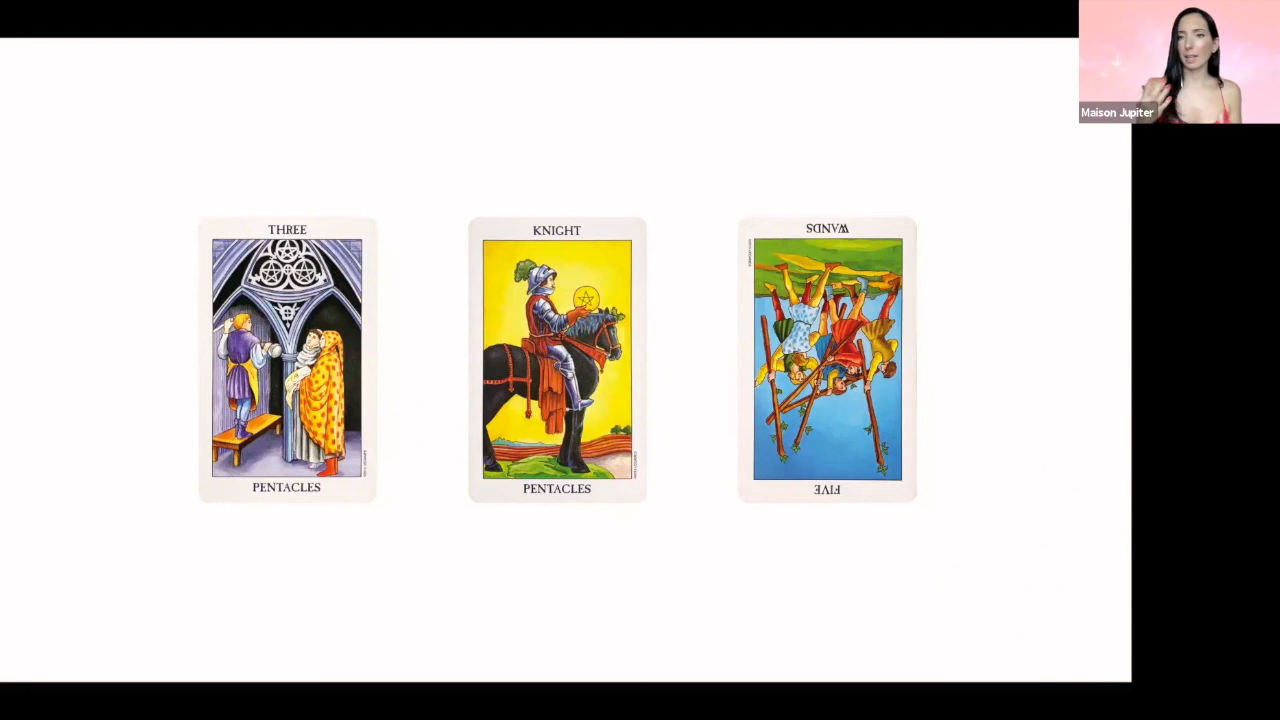 Maison Jupiter
THREE
PENTACLES
KNIGHT
PENTACLES
WANDS
FIVE